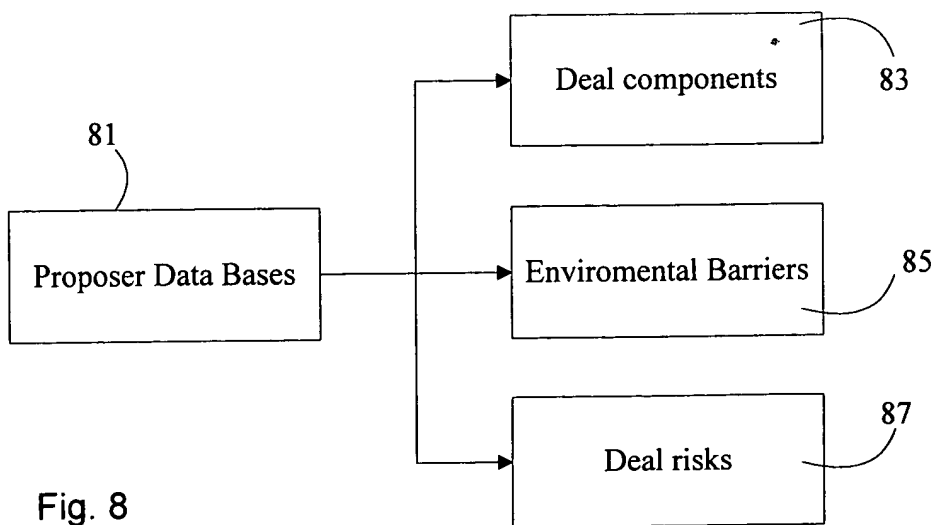 Deal components
83
81
Proposer Data Bases
Enviromental Barriers
85
Deal risks
87
Fig. 8